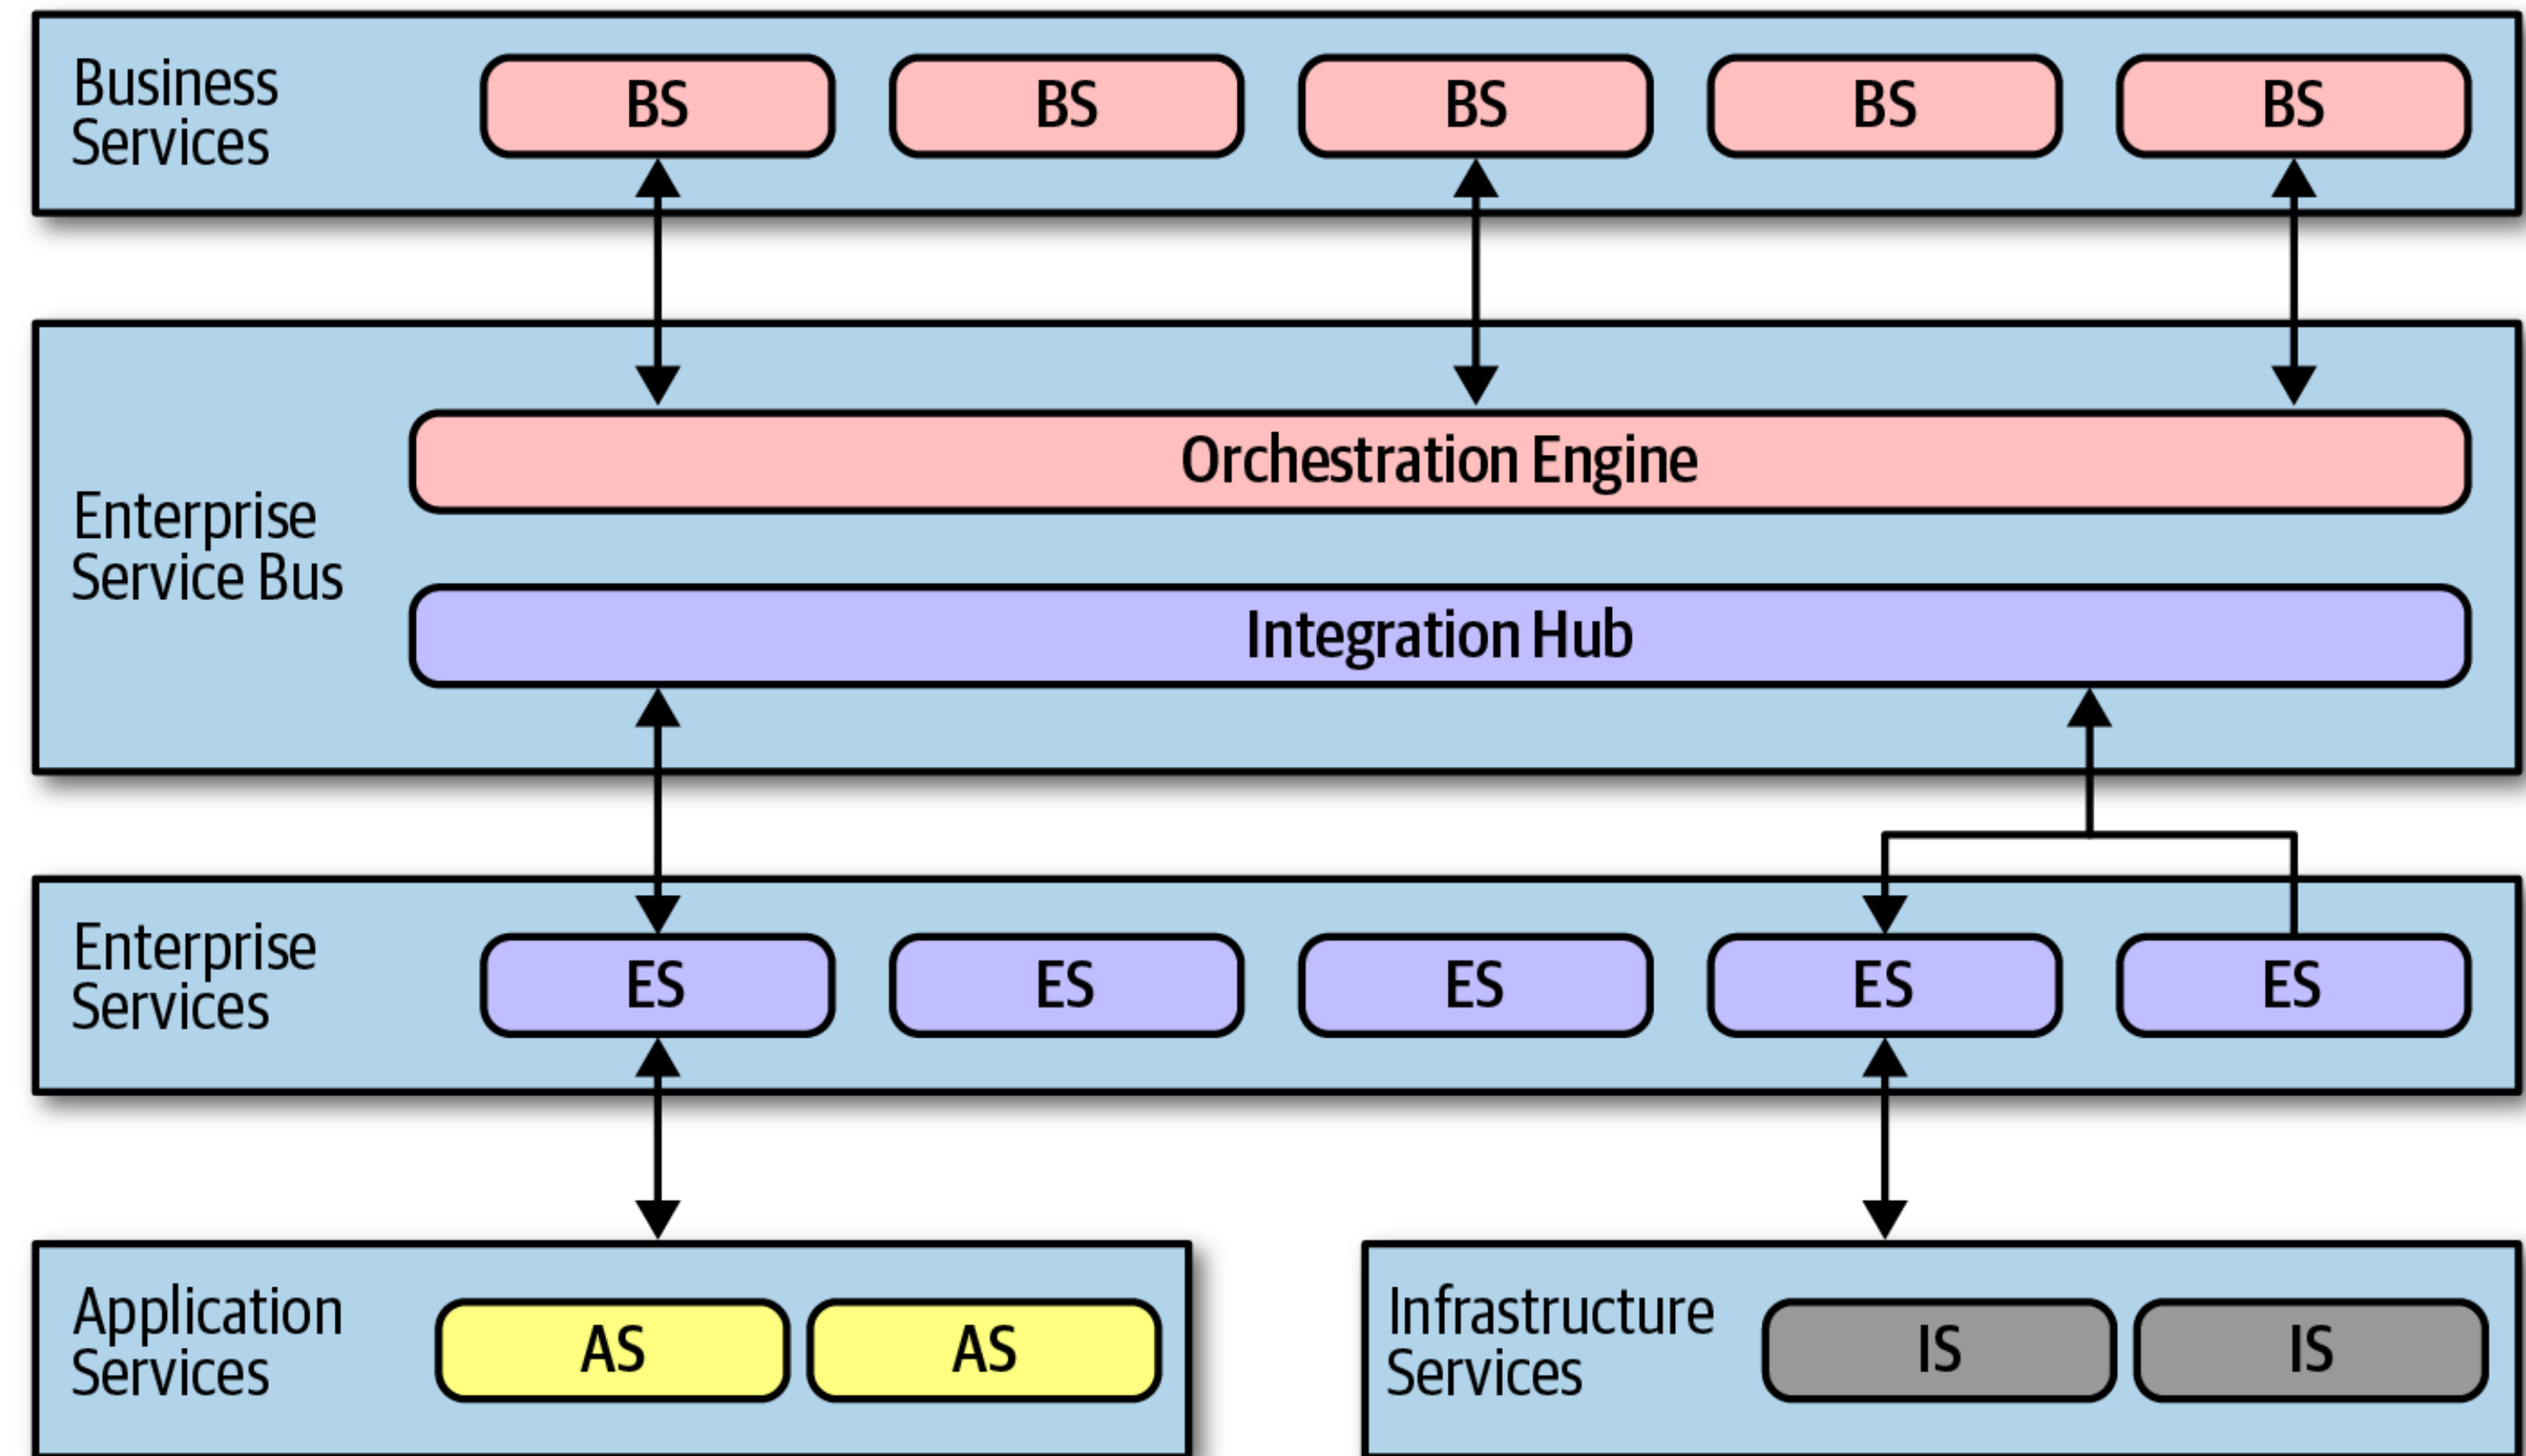 Business
Services
BS
BS
BS
BS
BS
Enterprise
Service Bus
Orchestration Engine
Integration Hub
Enterprise
Services
ES
ES
ES
ES
ES
Application
Services
AS
AS
Infrastructure
Services
IS
IS